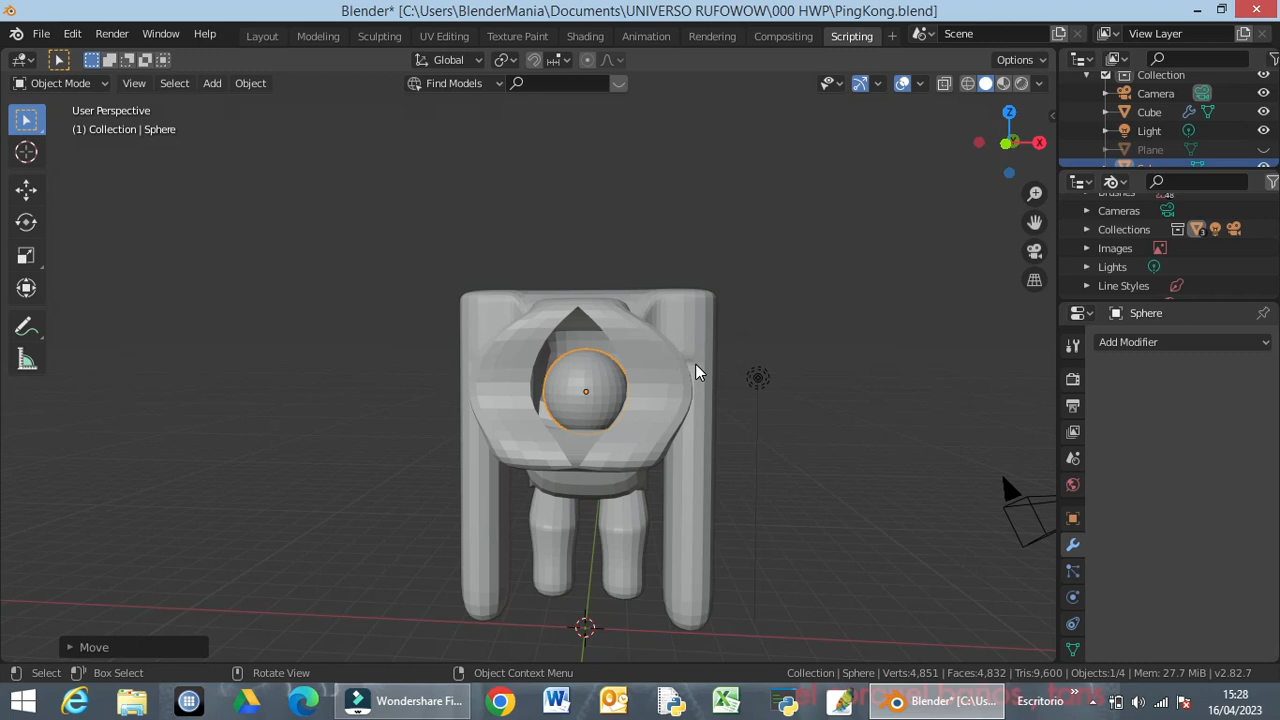 Blender* [C:\Users\BlenderMania\Documents\UNIVERSO RUFOWOW\000 HWP\PingKong.blend]
File Edit Render Window Help Layout Modeling Sculpting UV Editing Texture Paint Shading Animation Rendering Compositing Scripting + Scene View Layer
Global Options
Object Mode View Select Add Object Find Models
User Perspective
(1) Collection | Sphere
Collection
Camera
Cube
Light
Plane
Cameras
Collections
Images
Lights
Line Styles
Sphere
Add Modifier
Z
X
Move
Select Box Select Rotate View Object Context Menu Collection | Sphere | Verts:4,851 | Faces:4,832 | Tris:9,600 | Objects:1/4 | Mem: 27.7 MiB | v2.82.7
Wondershare Fi... Blender* [C:\Us... Escritorio
15:28
16/04/2023